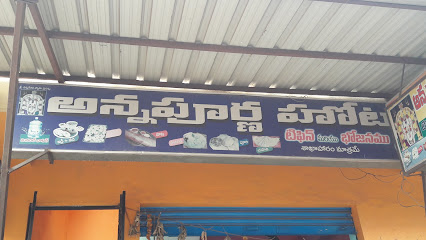 అన్నపూర్ణ హోటల్
టిఫిన్ మరియు భోజనము
శాఖాహారం మాత్రమే